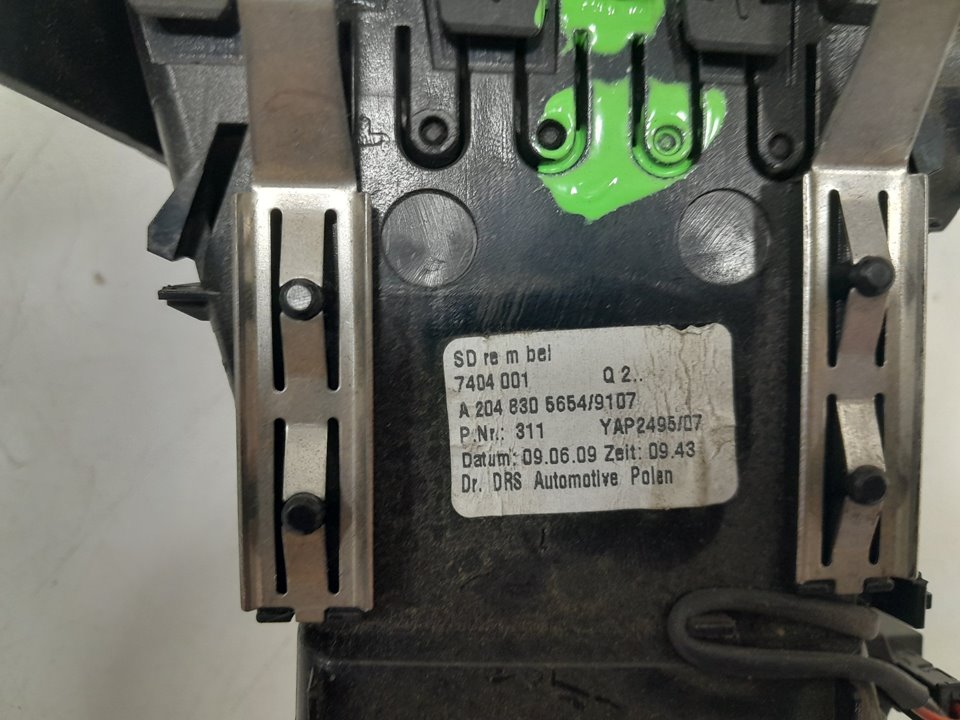 SD re m bel
7404 001 Q 2..
A 204 830 5654/9107
P.Nr.: 311 YAP2495/07
Datum: 09.06.09 Zeit: 09.43
Dr. DRS Automotive Polen